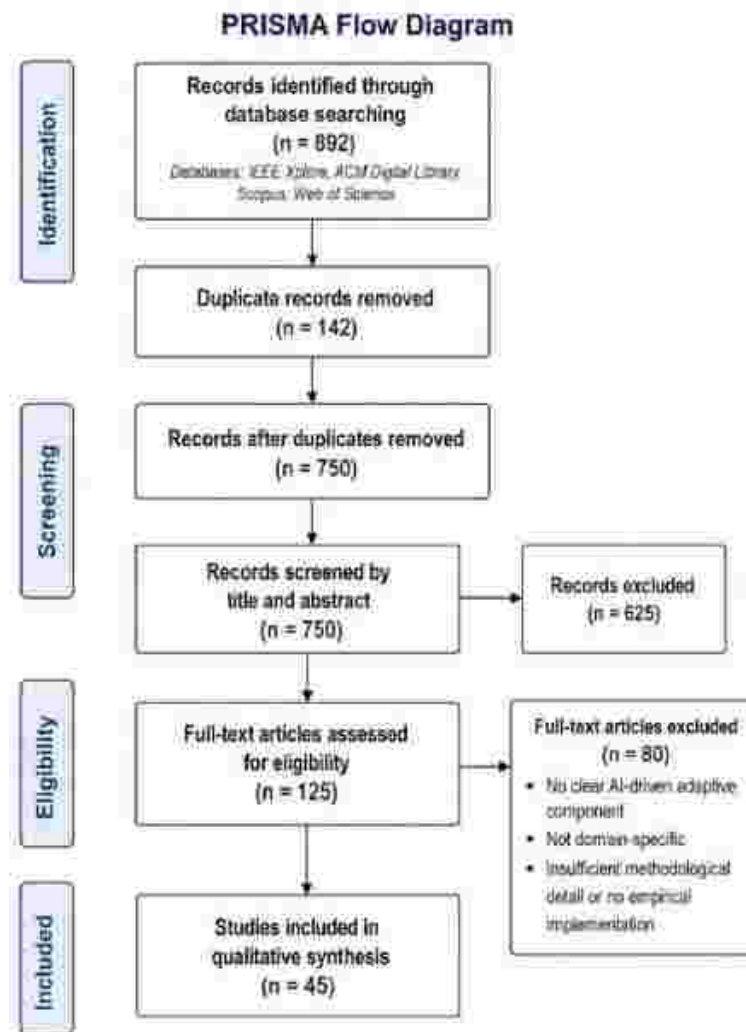 PRISMA Flow Diagram
Identification
Records identified through
database searching
(n = 892)
Databases: IEEE Xplore, ACM Digital Library
Scopus, Web of Science
Duplicate records removed
(n = 142)
Screening
Records after duplicates removed
(n = 750)
Records screened by
title and abstract
(n = 750)
Records excluded
(n = 625)
Eligibility
Full-text articles assessed
for eligibility
(n = 125)
Full-text articles excluded
(n = 80)
• No clear AI-driven adaptive
component
• Not domain-specific
• Insufficient methodological
detail or no empirical
implementation
Included
Studies included in
qualitative synthesis
(n = 45)